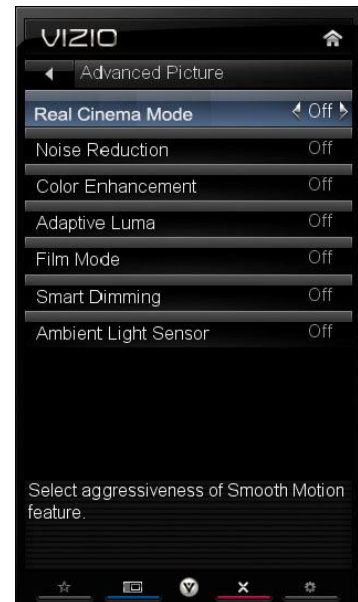 VIZIO
Advanced Picture
Real Cinema Mode Off
Noise Reduction Off
Color Enhancement Off
Adaptive Luma Off
Film Mode Off
Smart Dimming Off
Ambient Light Sensor Off
Select aggressiveness of Smooth Motion
feature.
V